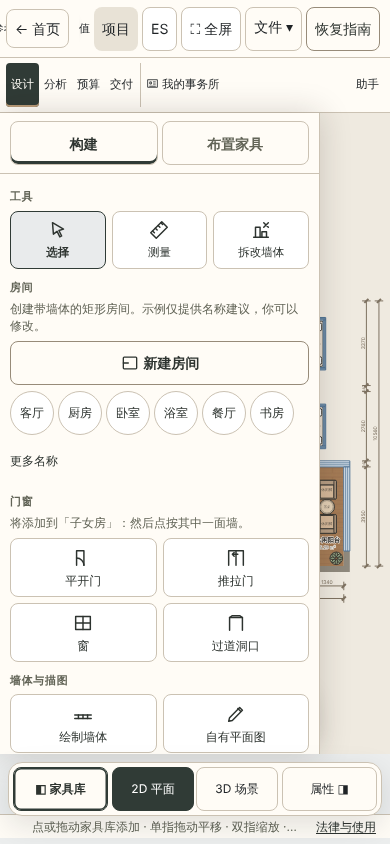 ← 首页
值
项目
ES
全屏
文件 ▾
恢复指南
设计
分析
预算
交付
我的事务所
助手
构建
布置家具
工具
选择
测量
拆改墙体
房间
创建带墙体的矩形房间。示例仅提供名称建议，你可以
修改。
新建房间
客厅
厨房
卧室
浴室
餐厅
书房
更多名称
门窗
将添加到「子女房」：然后点按其中一面墙。
平开门
推拉门
窗
过道洞口
墙体与描图
绘制墙体
自有平面图
家具库
2D 平面
3D 场景
属性
点或拖动家具库添加 · 单指拖动平移 · 双指缩放 ·…
法律与使用